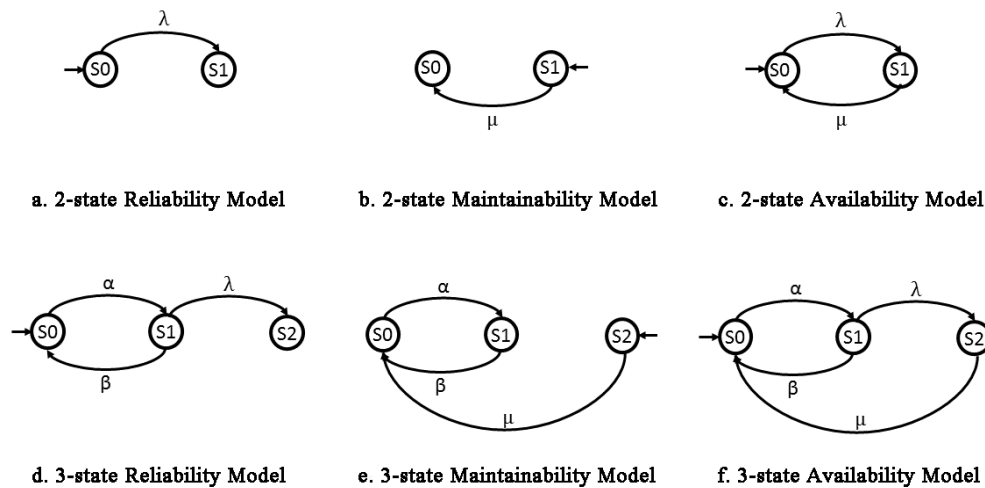 λ
S0 S1
a. 2-state Reliability Model
S0 S1
μ
b. 2-state Maintainability Model
λ
S0 S1
μ
c. 2-state Availability Model
α λ
S0 S1 S2
β
d. 3-state Reliability Model
α
S0 S1 S2
β
μ
e. 3-state Maintainability Model
α λ
S0 S1 S2
β
μ
f. 3-state Availability Model